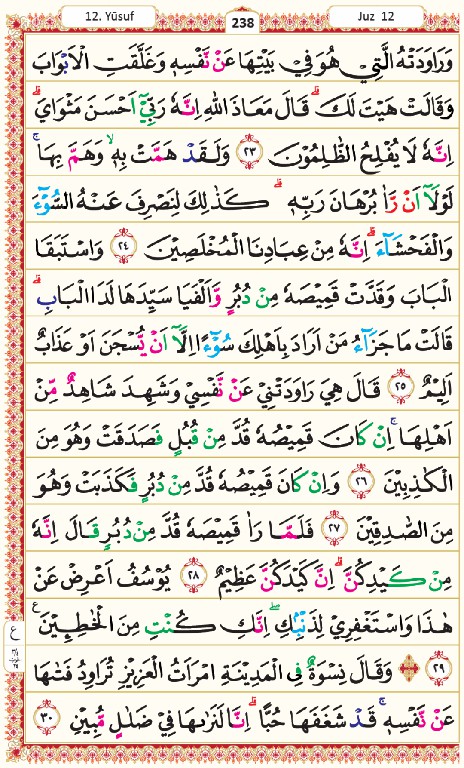 12. Yūsuf
238
Juz 12
وَرَاوَدَتْهُ الَّتِيْ هُوَ فِيْ بَيْتِهَا عَنْ نَّفْسِهٖ وَغَلَّقَتِ الْاَبْوَابَ
وَقَالَتْ هَيْتَ لَكَ ۗ قَالَ مَعَاذَ اللّٰهِ اِنَّهٗ رَبِّيْٓ اَحْسَنَ مَثْوَايَ ۗ
اِنَّهٗ لَا يُفْلِحُ الظّٰلِمُوْنَ ٢٣ وَلَقَدْ هَمَّتْ بِهٖ ۙ وَهَمَّ بِهَا ۚ
لَوْلَآ اَنْ رَّاٰ بُرْهَانَ رَبِّهٖ ۗ كَذٰلِكَ لِنَصْرِفَ عَنْهُ السُّوْۤءَ
وَالْفَحْشَاۤءَ ۗ اِنَّهٗ مِنْ عِبَادِنَا الْمُخْلَصِيْنَ ٢٤ وَاسْتَبَقَا
الْبَابَ وَقَدَّتْ قَمِيْصَهٗ مِنْ دُبُرٍ وَّاَلْفَيَا سَيِّدَهَا لَدَا الْبَابِ ۗ
قَالَتْ مَا جَزَاۤءُ مَنْ اَرَادَ بِاَهْلِكَ سُوْۤءًا اِلَّآ اَنْ يُّسْجَنَ اَوْ عَذَابٌ
اَلِيْمٌ ٢٥ قَالَ هِيَ رَاوَدَتْنِيْ عَنْ نَّفْسِيْ وَشَهِدَ شَاهِدٌ مِّنْ
اَهْلِهَا ۚ اِنْ كَانَ قَمِيْصُهٗ قُدَّ مِنْ قُبُلٍ فَصَدَقَتْ وَهُوَ مِنَ
الْكٰذِبِيْنَ ٢٦ وَاِنْ كَانَ قَمِيْصُهٗ قُدَّ مِنْ دُبُرٍ فَكَذَبَتْ وَهُوَ
مِنَ الصّٰدِقِيْنَ ٢٧ فَلَمَّا رَاٰ قَمِيْصَهٗ قُدَّ مِنْ دُبُرٍ قَالَ اِنَّهٗ
مِنْ كَيْدِكُنَّ ۗ اِنَّ كَيْدَكُنَّ عَظِيْمٌ ٢٨ يُوْسُفُ اَعْرِضْ عَنْ
هٰذَا وَاسْتَغْفِرِيْ لِذَنْۢبِكِ ۖ اِنَّكِ كُنْتِ مِنَ الْخٰطِـِٕيْنَ ࣖ
٢٩ ۞ وَقَالَ نِسْوَةٌ فِى الْمَدِيْنَةِ امْرَاَتُ الْعَزِيْزِ تُرَاوِدُ فَتٰىهَا
عَنْ نَّفْسِهٖ ۚ قَدْ شَغَفَهَا حُبًّا ۗ اِنَّا لَنَرٰىهَا فِيْ ضَلٰلٍ مُّبِيْنٍ ٣٠